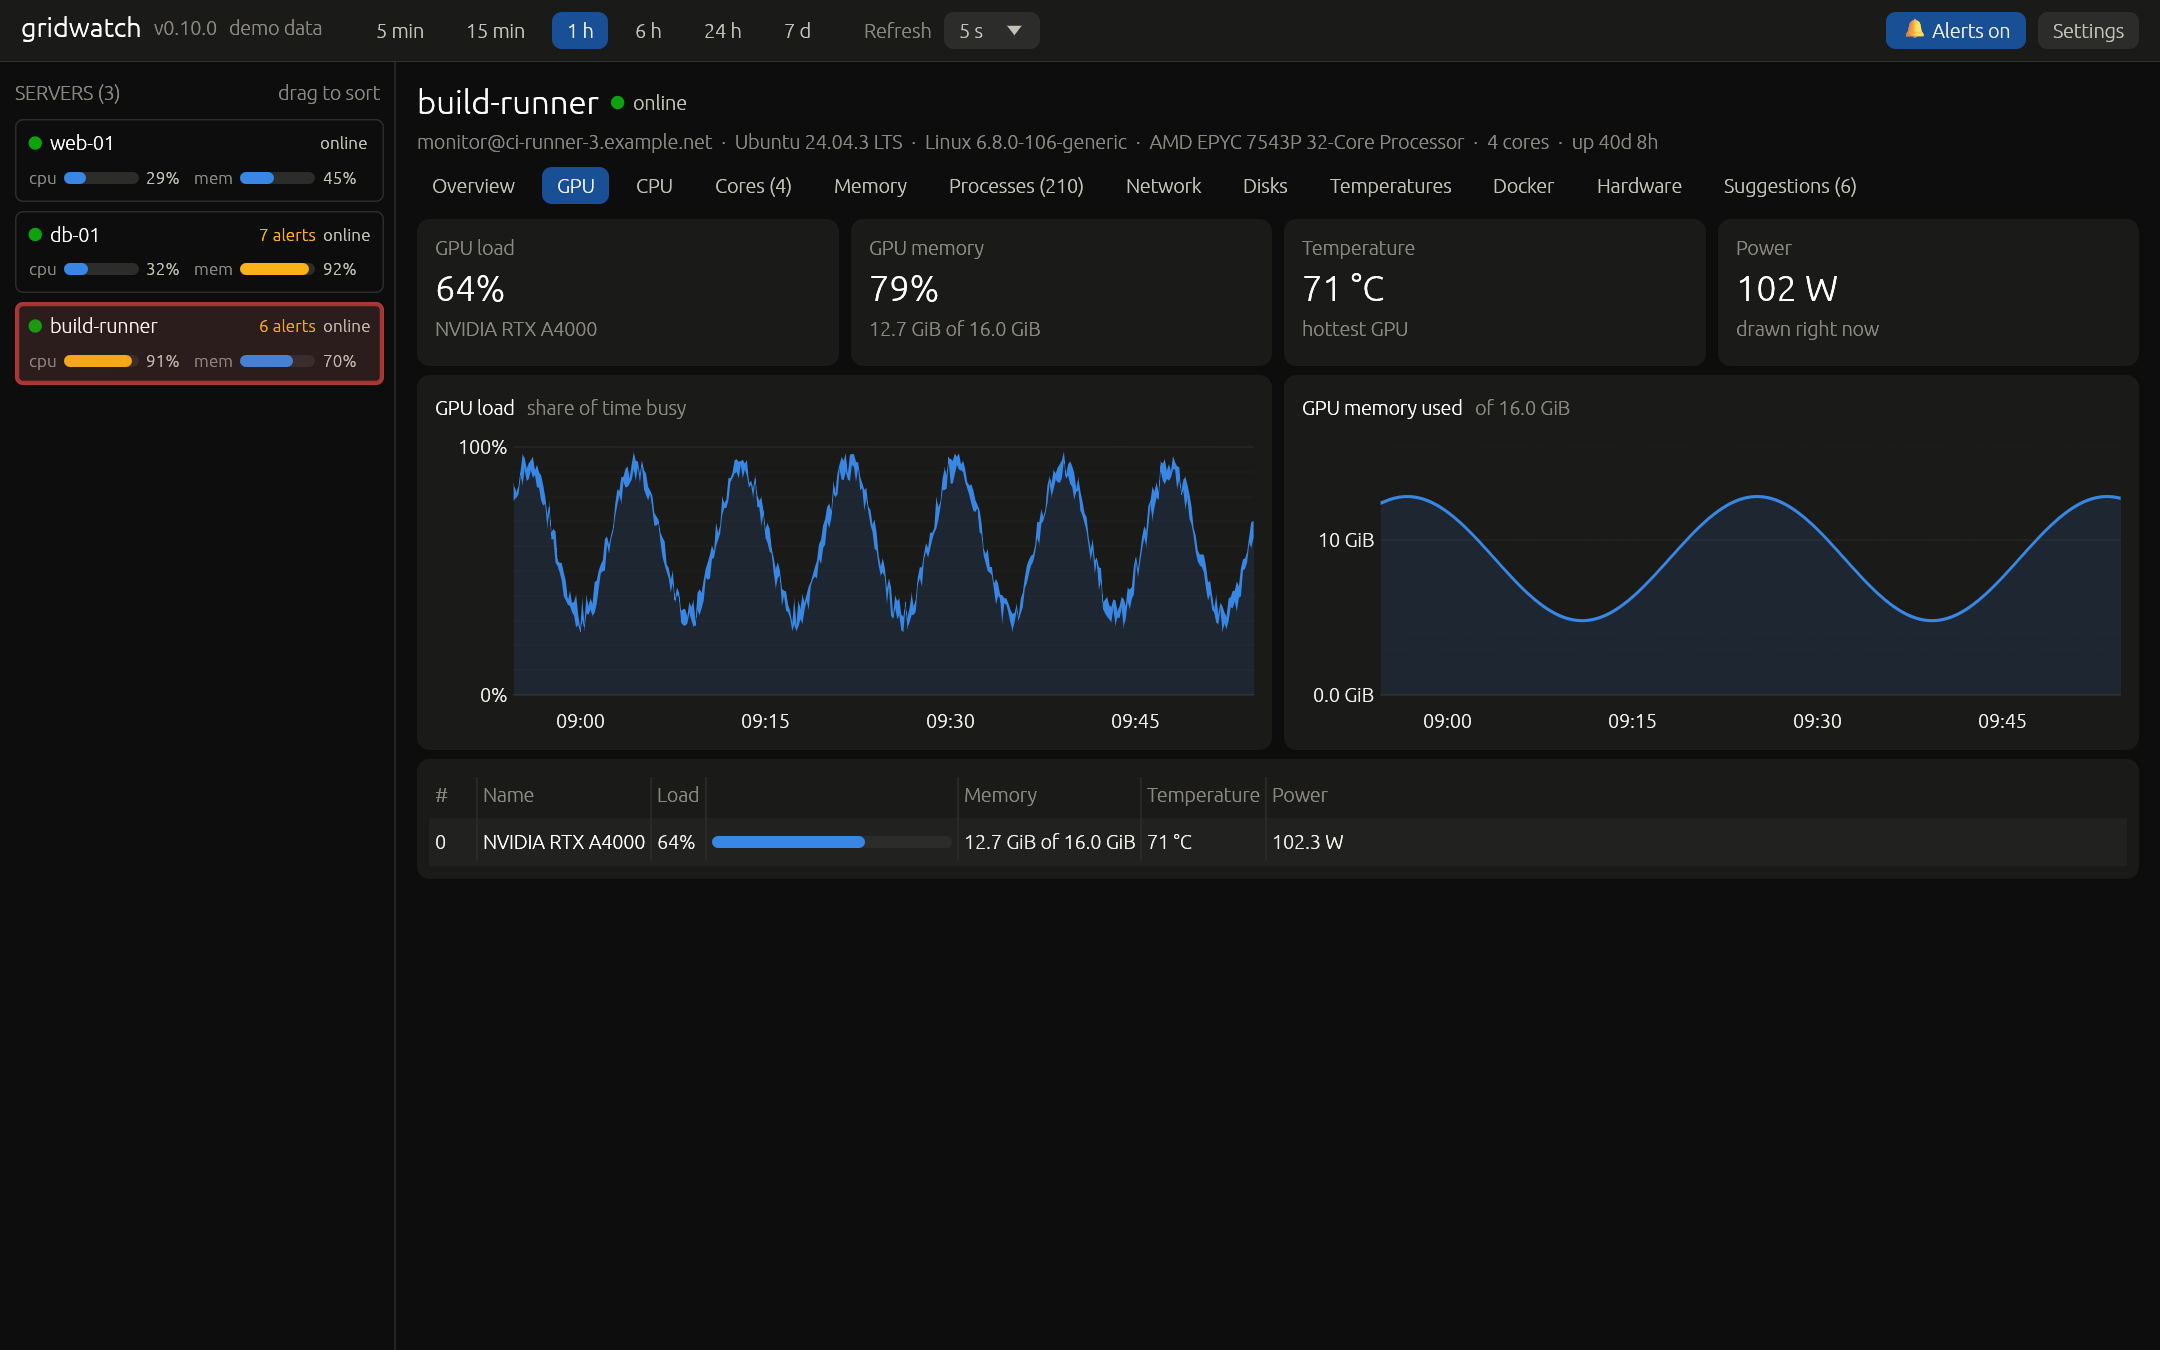 gridwatch v0.10.0 demo data 5 min 15 min 1 h 6 h 24 h 7 d Refresh 5 s 🔔 Alerts on Settings
SERVERS (3) drag to sort
web-01 online
cpu 29% mem 45%
db-01 7 alerts online
cpu 32% mem 92%
build-runner 6 alerts online
cpu 91% mem 70%
build-runner online
monitor@ci-runner-3.example.net · Ubuntu 24.04.3 LTS · Linux 6.8.0-106-generic · AMD EPYC 7543P 32-Core Processor · 4 cores · up 40d 8h
Overview GPU CPU Cores (4) Memory Processes (210) Network Disks Temperatures Docker Hardware Suggestions (6)
GPU load
64%
NVIDIA RTX A4000
GPU memory
79%
12.7 GiB of 16.0 GiB
Temperature
71 °C
hottest GPU
Power
102 W
drawn right now
GPU load share of time busy
100%
0%
09:00 09:15 09:30 09:45
GPU memory used of 16.0 GiB
10 GiB
0.0 GiB
09:00 09:15 09:30 09:45
# Name Load Memory Temperature Power
0 NVIDIA RTX A4000 64% 12.7 GiB of 16.0 GiB 71 °C 102.3 W